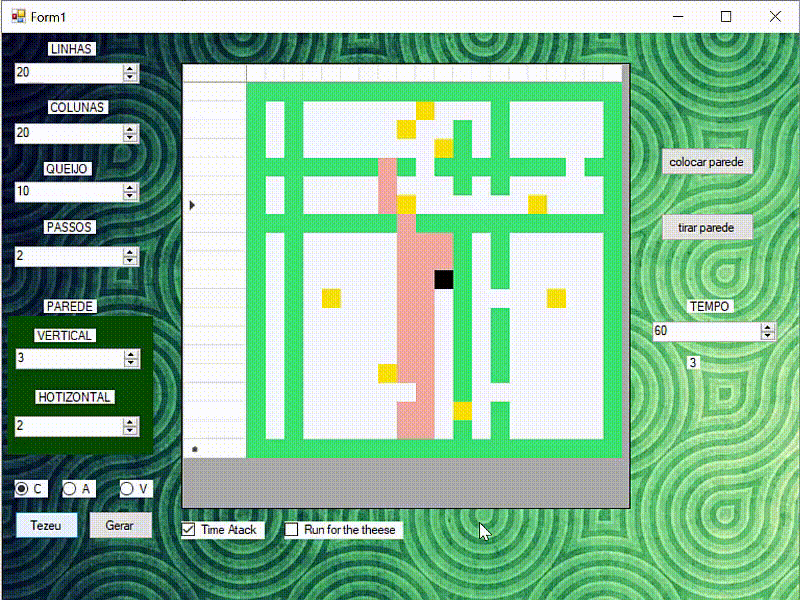 Form1
LINHAS
20
COLUNAS
20
QUEIJO
10
PASSOS
2
PAREDE
VERTICAL
3
HOTIZONTAL
2
C A V
Tezeu Gerar
Time Atack Run for the theese
colocar parede
tirar parede
TEMPO
60
3